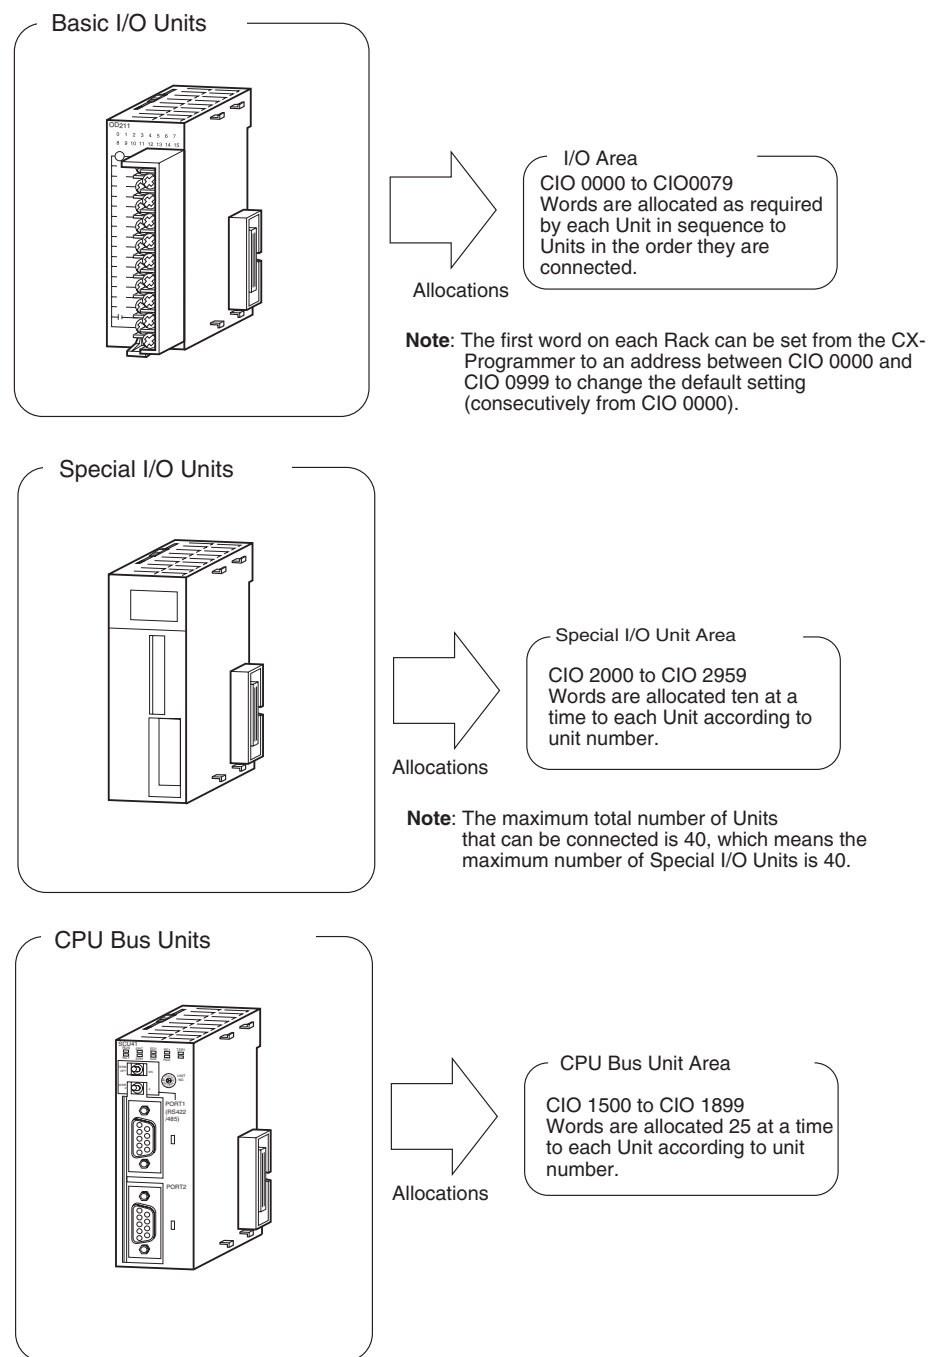 Basic I/O Units
OD211
0 1 2 3 4 5 6 7
8 9 10 11 12 13 14 15
Allocations
I/O Area
CIO 0000 to CIO0079
Words are allocated as required
by each Unit in sequence to
Units in the order they are
connected.
Note: The first word on each Rack can be set from the CX-
Programmer to an address between CIO 0000 and
CIO 0999 to change the default setting
(consecutively from CIO 0000).
Special I/O Units
Allocations
Special I/O Unit Area
CIO 2000 to CIO 2959
Words are allocated ten at a
time to each Unit according to
unit number.
Note: The maximum total number of Units
that can be connected is 40, which means the
maximum number of Special I/O Units is 40.
CPU Bus Units
SCU41
UNIT
NO.
PORT1
(RS422
/485)
PORT2
Allocations
CPU Bus Unit Area
CIO 1500 to CIO 1899
Words are allocated 25 at a time
to each Unit according to unit
number.